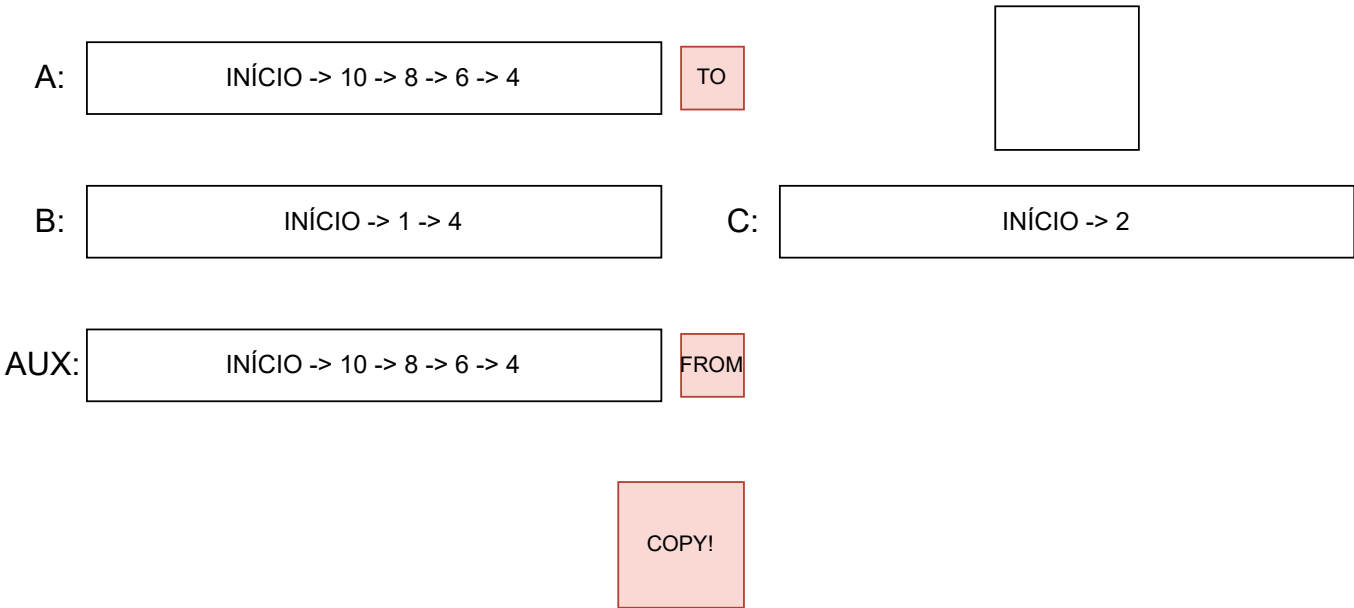 A: INÍCIO -> 10 -> 8 -> 6 -> 4 TO
B: INÍCIO -> 1 -> 4 C: INÍCIO -> 2
AUX: INÍCIO -> 10 -> 8 -> 6 -> 4 FROM
COPY!